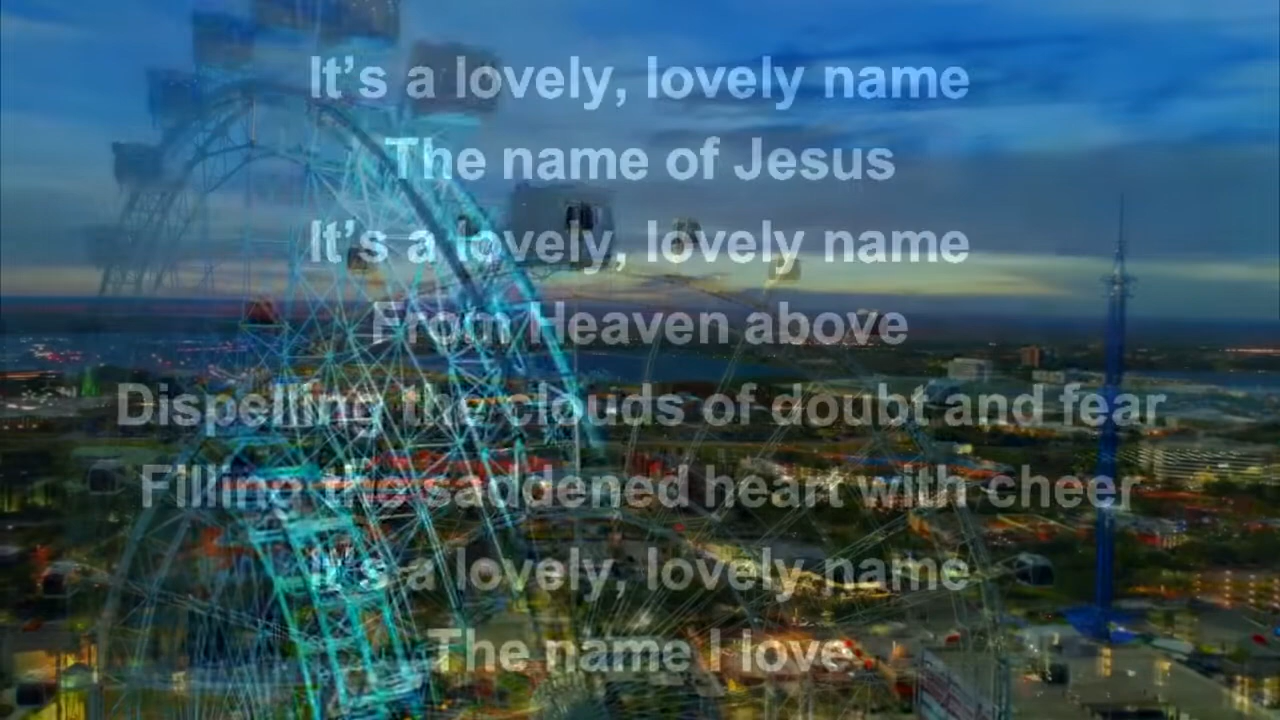 It’s a lovely, lovely name
The name of Jesus
It’s a lovely, lovely name
From Heaven above
Dispelling the clouds of doubt and fear
Filling the saddened heart with cheer
It’s a lovely, lovely name
The name I love